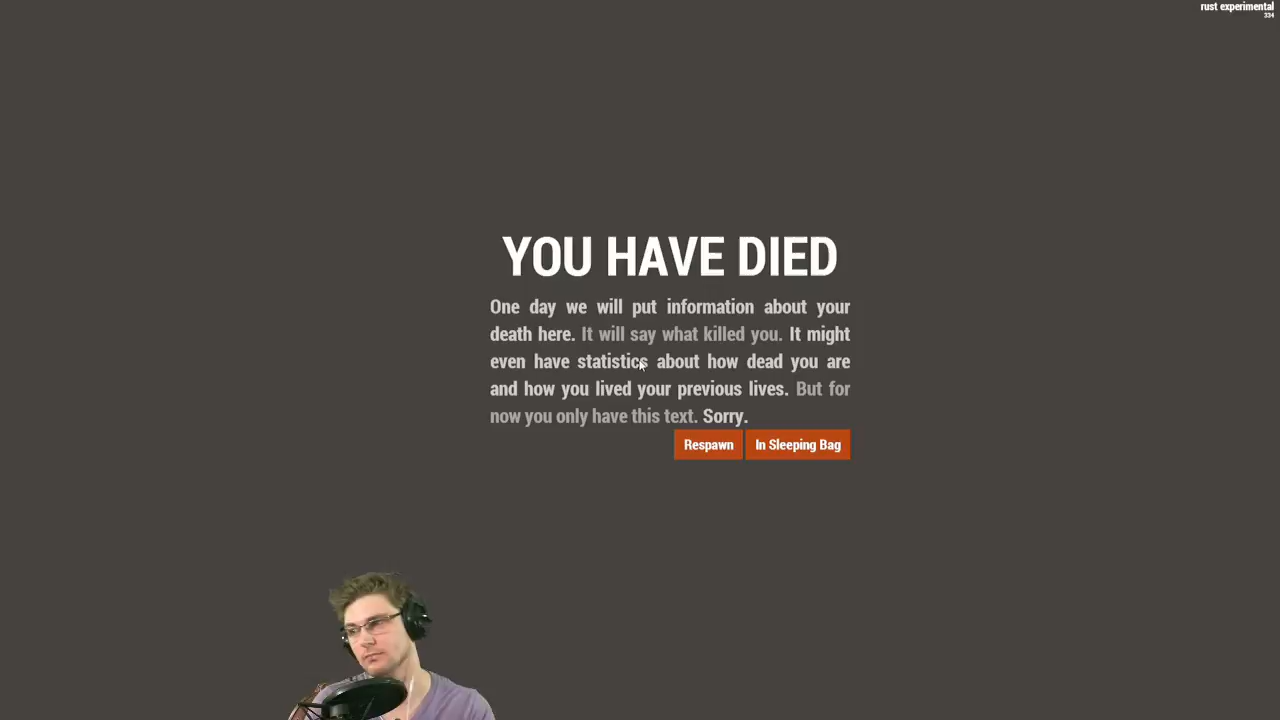 rust experimental
334
YOU HAVE DIED
One day we will put information about your
death here. It will say what killed you. It might
even have statistics about how dead you are
and how you lived your previous lives. But for
now you only have this text. Sorry.
Respawn In Sleeping Bag